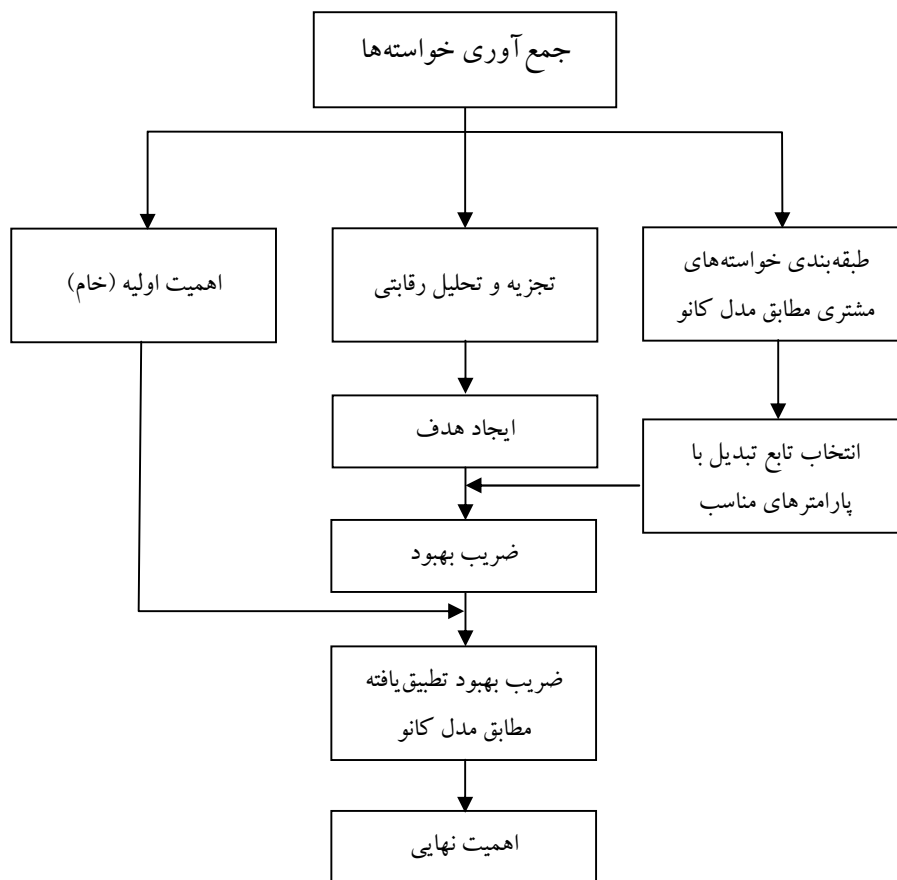 جمع آوری خواسته‌ها
طبقه‌بندی خواسته‌های
مشتری مطابق مدل کانو
تجزیه و تحلیل رقابتی
اهمیت اولیه (خام)
انتخاب تابع تبدیل با
پارامترهای مناسب
ایجاد هدف
ضریب بهبود
ضریب بهبود تطبیق‌یافته
مطابق مدل کانو
اهمیت نهایی